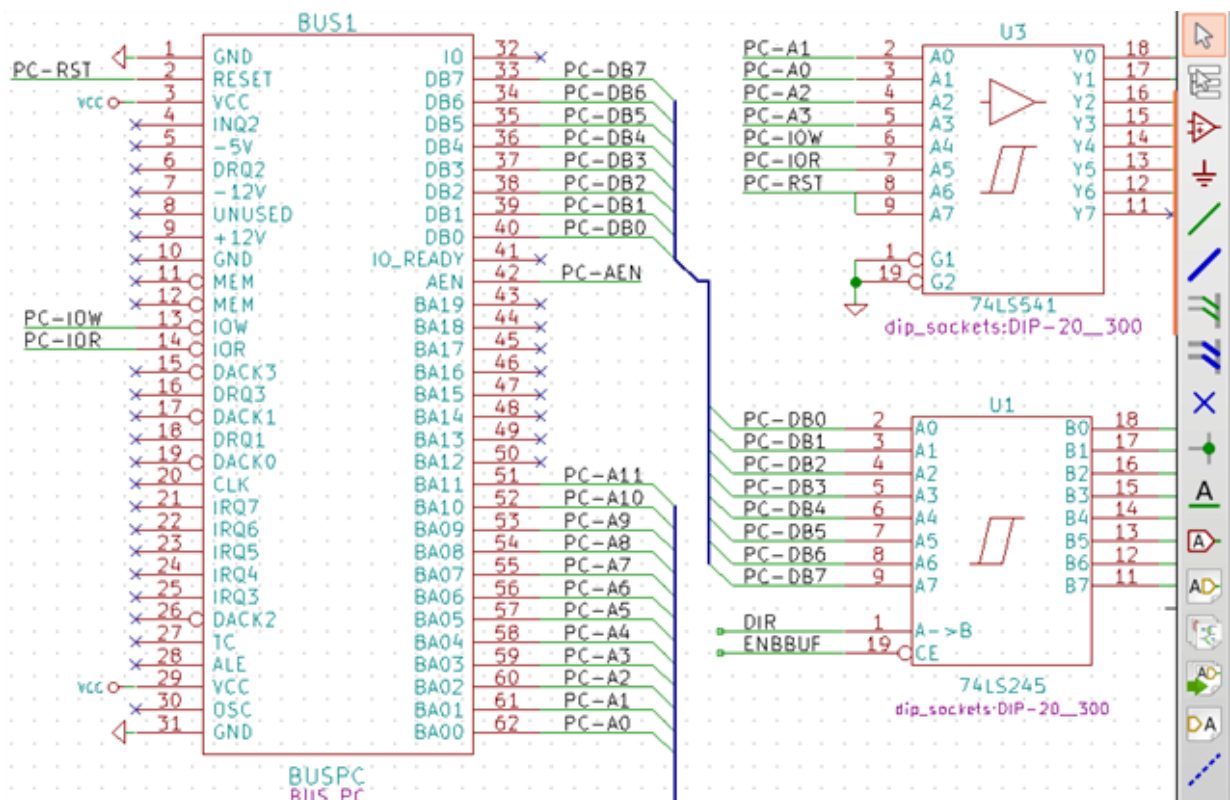 BUS1
1 GND
PC-RST 2 RESET
VCC 3 VCC
4 INQ2
5 -5V
6 DRQ2
7 -12V
8 UNUSED
9 +12V
10 GND
11 MEM
12 MEM
PC-IOW 13 IOW
PC-IOR 14 IOR
15 DACK3
16 DRQ3
17 DACK1
18 DRQ1
19 DACK0
20 CLK
21 IRQ7
22 IRQ6
23 IRQ5
24 IRQ4
25 IRQ3
26 DACK2
27 TC
28 ALE
VCC 29 VCC
30 OSC
31 GND
IO 32
DB7 33 PC-DB7
DB6 34 PC-DB6
DB5 35 PC-DB5
DB4 36 PC-DB4
DB3 37 PC-DB3
DB2 38 PC-DB2
DB1 39 PC-DB1
DB0 40 PC-DB0
IO_READY 41
AEN 42 PC-AEN
BA19 43
BA18 44
BA17 45
BA16 46
BA15 47
BA14 48
BA13 49
BA12 50
BA11 51 PC-A11
BA10 52 PC-A10
BA09 53 PC-A9
BA08 54 PC-A8
BA07 55 PC-A7
BA06 56 PC-A6
BA05 57 PC-A5
BA04 58 PC-A4
BA03 59 PC-A3
BA02 60 PC-A2
BA01 61 PC-A1
BA00 62 PC-A0
BUSPC
BUS_PC
U3
PC-A1 2 A0 Y0 18
PC-A0 3 A1 Y1 17
PC-A2 4 A2 Y2 16
PC-A3 5 A3 Y3 15
PC-IOW 6 A4 Y4 14
PC-IOR 7 A5 Y5 13
PC-RST 8 A6 Y6 12
9 A7 Y7 11
1 G1
19 G2
74LS541
dip_sockets:DIP-20__300
U1
PC-DB0 2 A0 B0 18
PC-DB1 3 A1 B1 17
PC-DB2 4 A2 B2 16
PC-DB3 5 A3 B3 15
PC-DB4 6 A4 B4 14
PC-DB5 7 A5 B5 13
PC-DB6 8 A6 B6 12
PC-DB7 9 A7 B7 11
DIR 1 A->B
ENBBUF 19 CE
74LS245
dip_sockets:DIP-20__300
A
A
AD
AD
DA